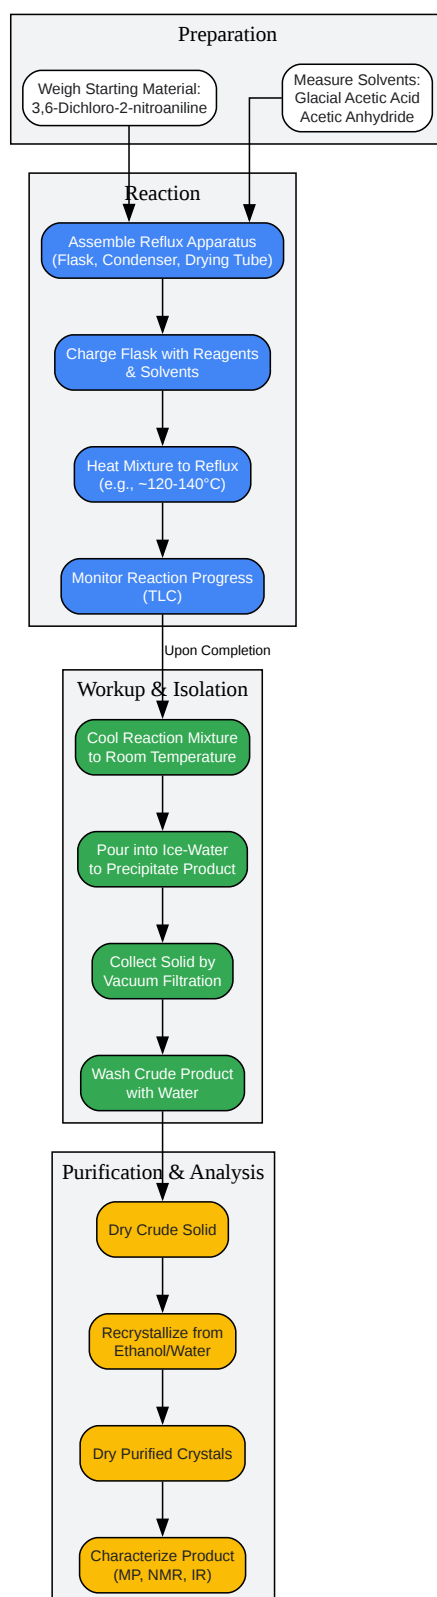 Preparation
Weigh Starting Material:
3,6-Dichloro-2-nitroaniline
Measure Solvents:
Glacial Acetic Acid
Acetic Anhydride
Reaction
Assemble Reflux Apparatus
(Flask, Condenser, Drying Tube)
Charge Flask with Reagents
& Solvents
Heat Mixture to Reflux
(e.g., ~120-140°C)
Monitor Reaction Progress
(TLC)
Upon Completion
Workup & Isolation
Cool Reaction Mixture
to Room Temperature
Pour into Ice-Water
to Precipitate Product
Collect Solid by
Vacuum Filtration
Wash Crude Product
with Water
Purification & Analysis
Dry Crude Solid
Recrystallize from
Ethanol/Water
Dry Purified Crystals
Characterize Product
(MP, NMR, IR)